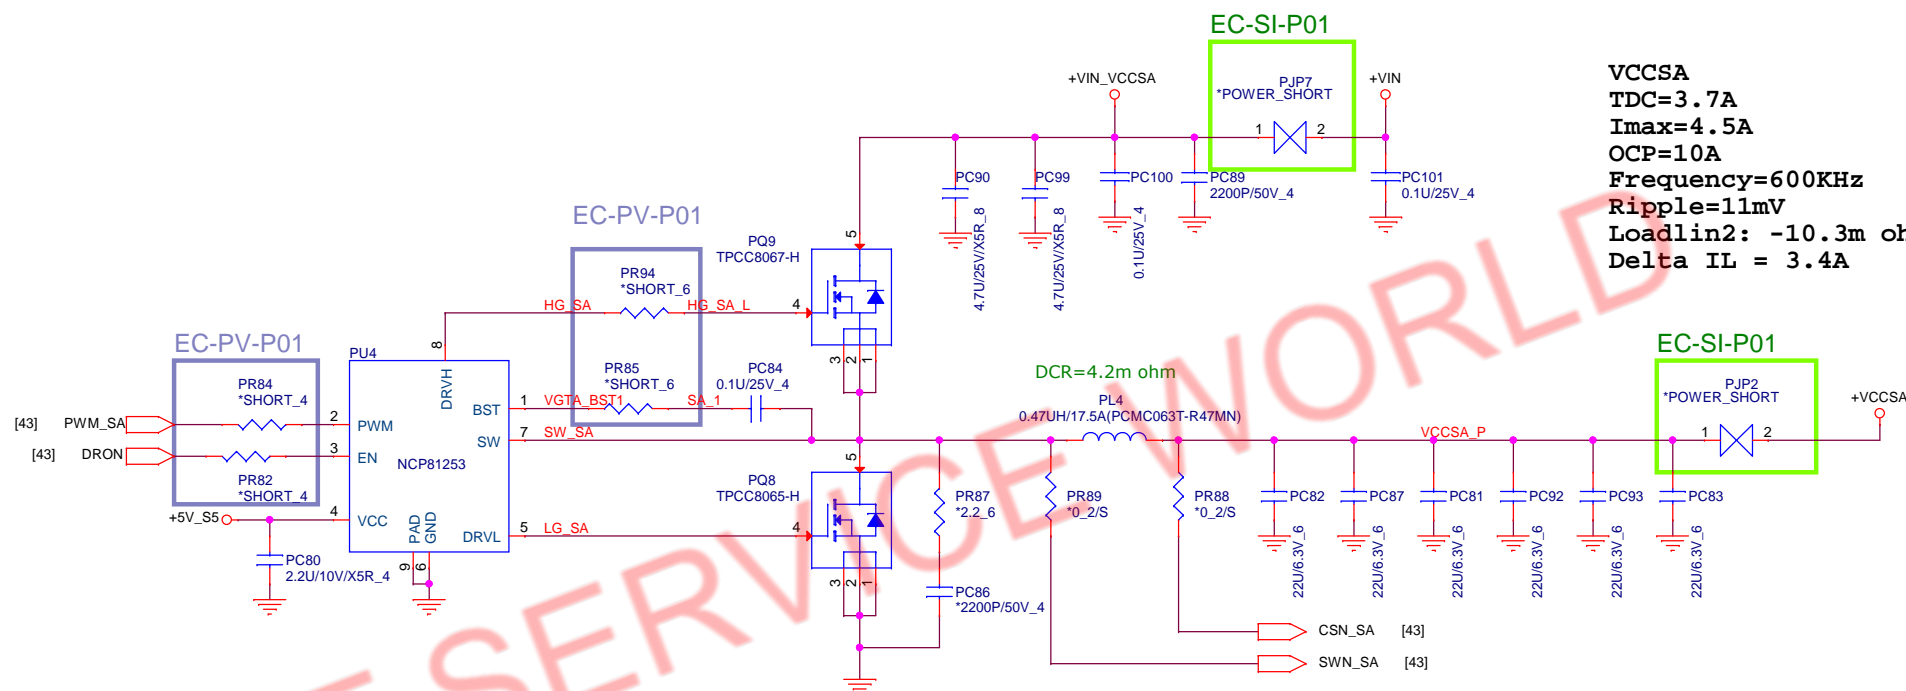 EC-SI-P01
VCCSA
TDC=3.7A
Imax=4.5A
OCP=10A
Frequency=600KHz
Ripple=11mV
Loadlin2: -10.3m oh
Delta IL = 3.4A
+VIN_VCCSA
PJP7
*POWER_SHORT
+VIN
1
2
PC90
4.7U/25V/X5R_8
PC99
4.7U/25V/X5R_8
PC100
0.1U/25V_4
PC89
2200P/50V_4
PC101
0.1U/25V_4
EC-PV-P01
PR94
*SHORT_6
HG_SA
HG_SA_L
PQ9
TPCC8067-H
5
4
3
2
1
EC-PV-P01
PR84
*SHORT_4
PR82
*SHORT_4
[43]
PWM_SA
[43]
DRON
+5V_S5
PC80
2.2U/10V/X5R_4
PU4
8
DRVH
2
PWM
3
EN
4
VCC
NCP81253
BST
1
SW
7
DRVL
5
PAD
GND
9
6
VGTA_BST1
PR85
*SHORT_6
SA_1
PC84
0.1U/25V_4
SW_SA
LG_SA
PQ8
TPCC8065-H
5
4
3
2
1
PR87
*2.2_6
PC86
*2200P/50V_4
DCR=4.2m ohm
PL4
0.47UH/17.5A(PCMC063T-R47MN)
PR89
*0_2/S
PR88
*0_2/S
VCCSA_P
PC82
22U/6.3V_6
PC87
22U/6.3V_6
PC81
22U/6.3V_6
PC92
22U/6.3V_6
PC93
22U/6.3V_6
PC83
22U/6.3V_6
EC-SI-P01
PJP2
*POWER_SHORT
1
2
+VCCSA
CSN_SA
[43]
SWN_SA
[43]
SERVICE WORLD